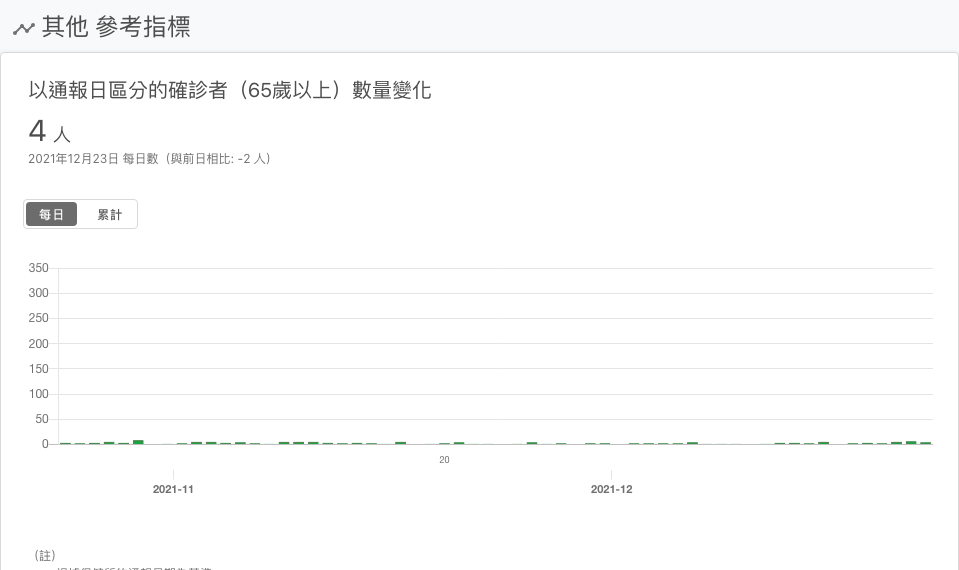 其他 參考指標
以通報日區分的確診者（65歲以上）數量變化
4 人
2021年12月23日 每日數（與前日相比: -2 人）
每日 累計
350
300
250
200
150
100
50
0
20
2021-11 2021-12
（註）